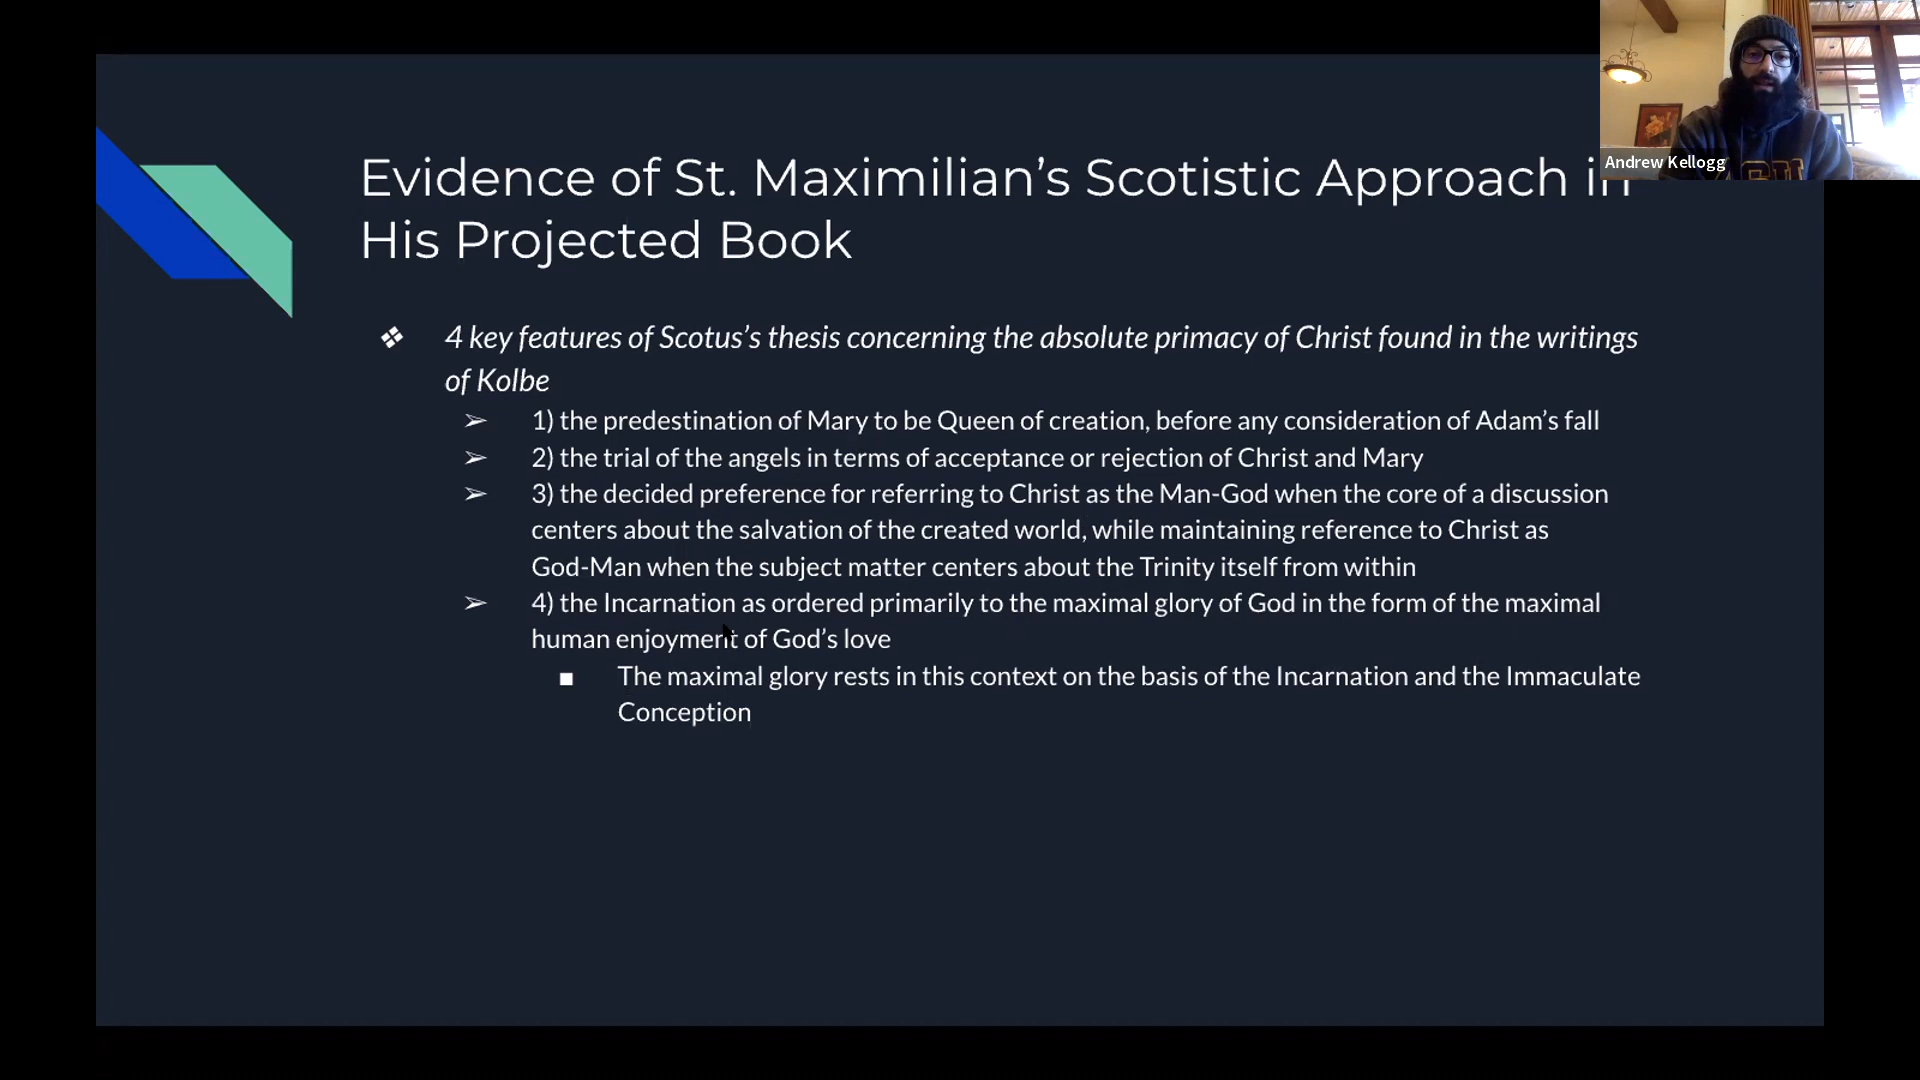 Andrew Kellogg
Evidence of St. Maximilian’s Scotistic Approach in
His Projected Book
❖ 4 key features of Scotus’s thesis concerning the absolute primacy of Christ found in the writings
of Kolbe
➢ 1) the predestination of Mary to be Queen of creation, before any consideration of Adam’s fall
➢ 2) the trial of the angels in terms of acceptance or rejection of Christ and Mary
➢ 3) the decided preference for referring to Christ as the Man-God when the core of a discussion
centers about the salvation of the created world, while maintaining reference to Christ as
God-Man when the subject matter centers about the Trinity itself from within
➢ 4) the Incarnation as ordered primarily to the maximal glory of God in the form of the maximal
human enjoyment of God’s love
■ The maximal glory rests in this context on the basis of the Incarnation and the Immaculate
Conception